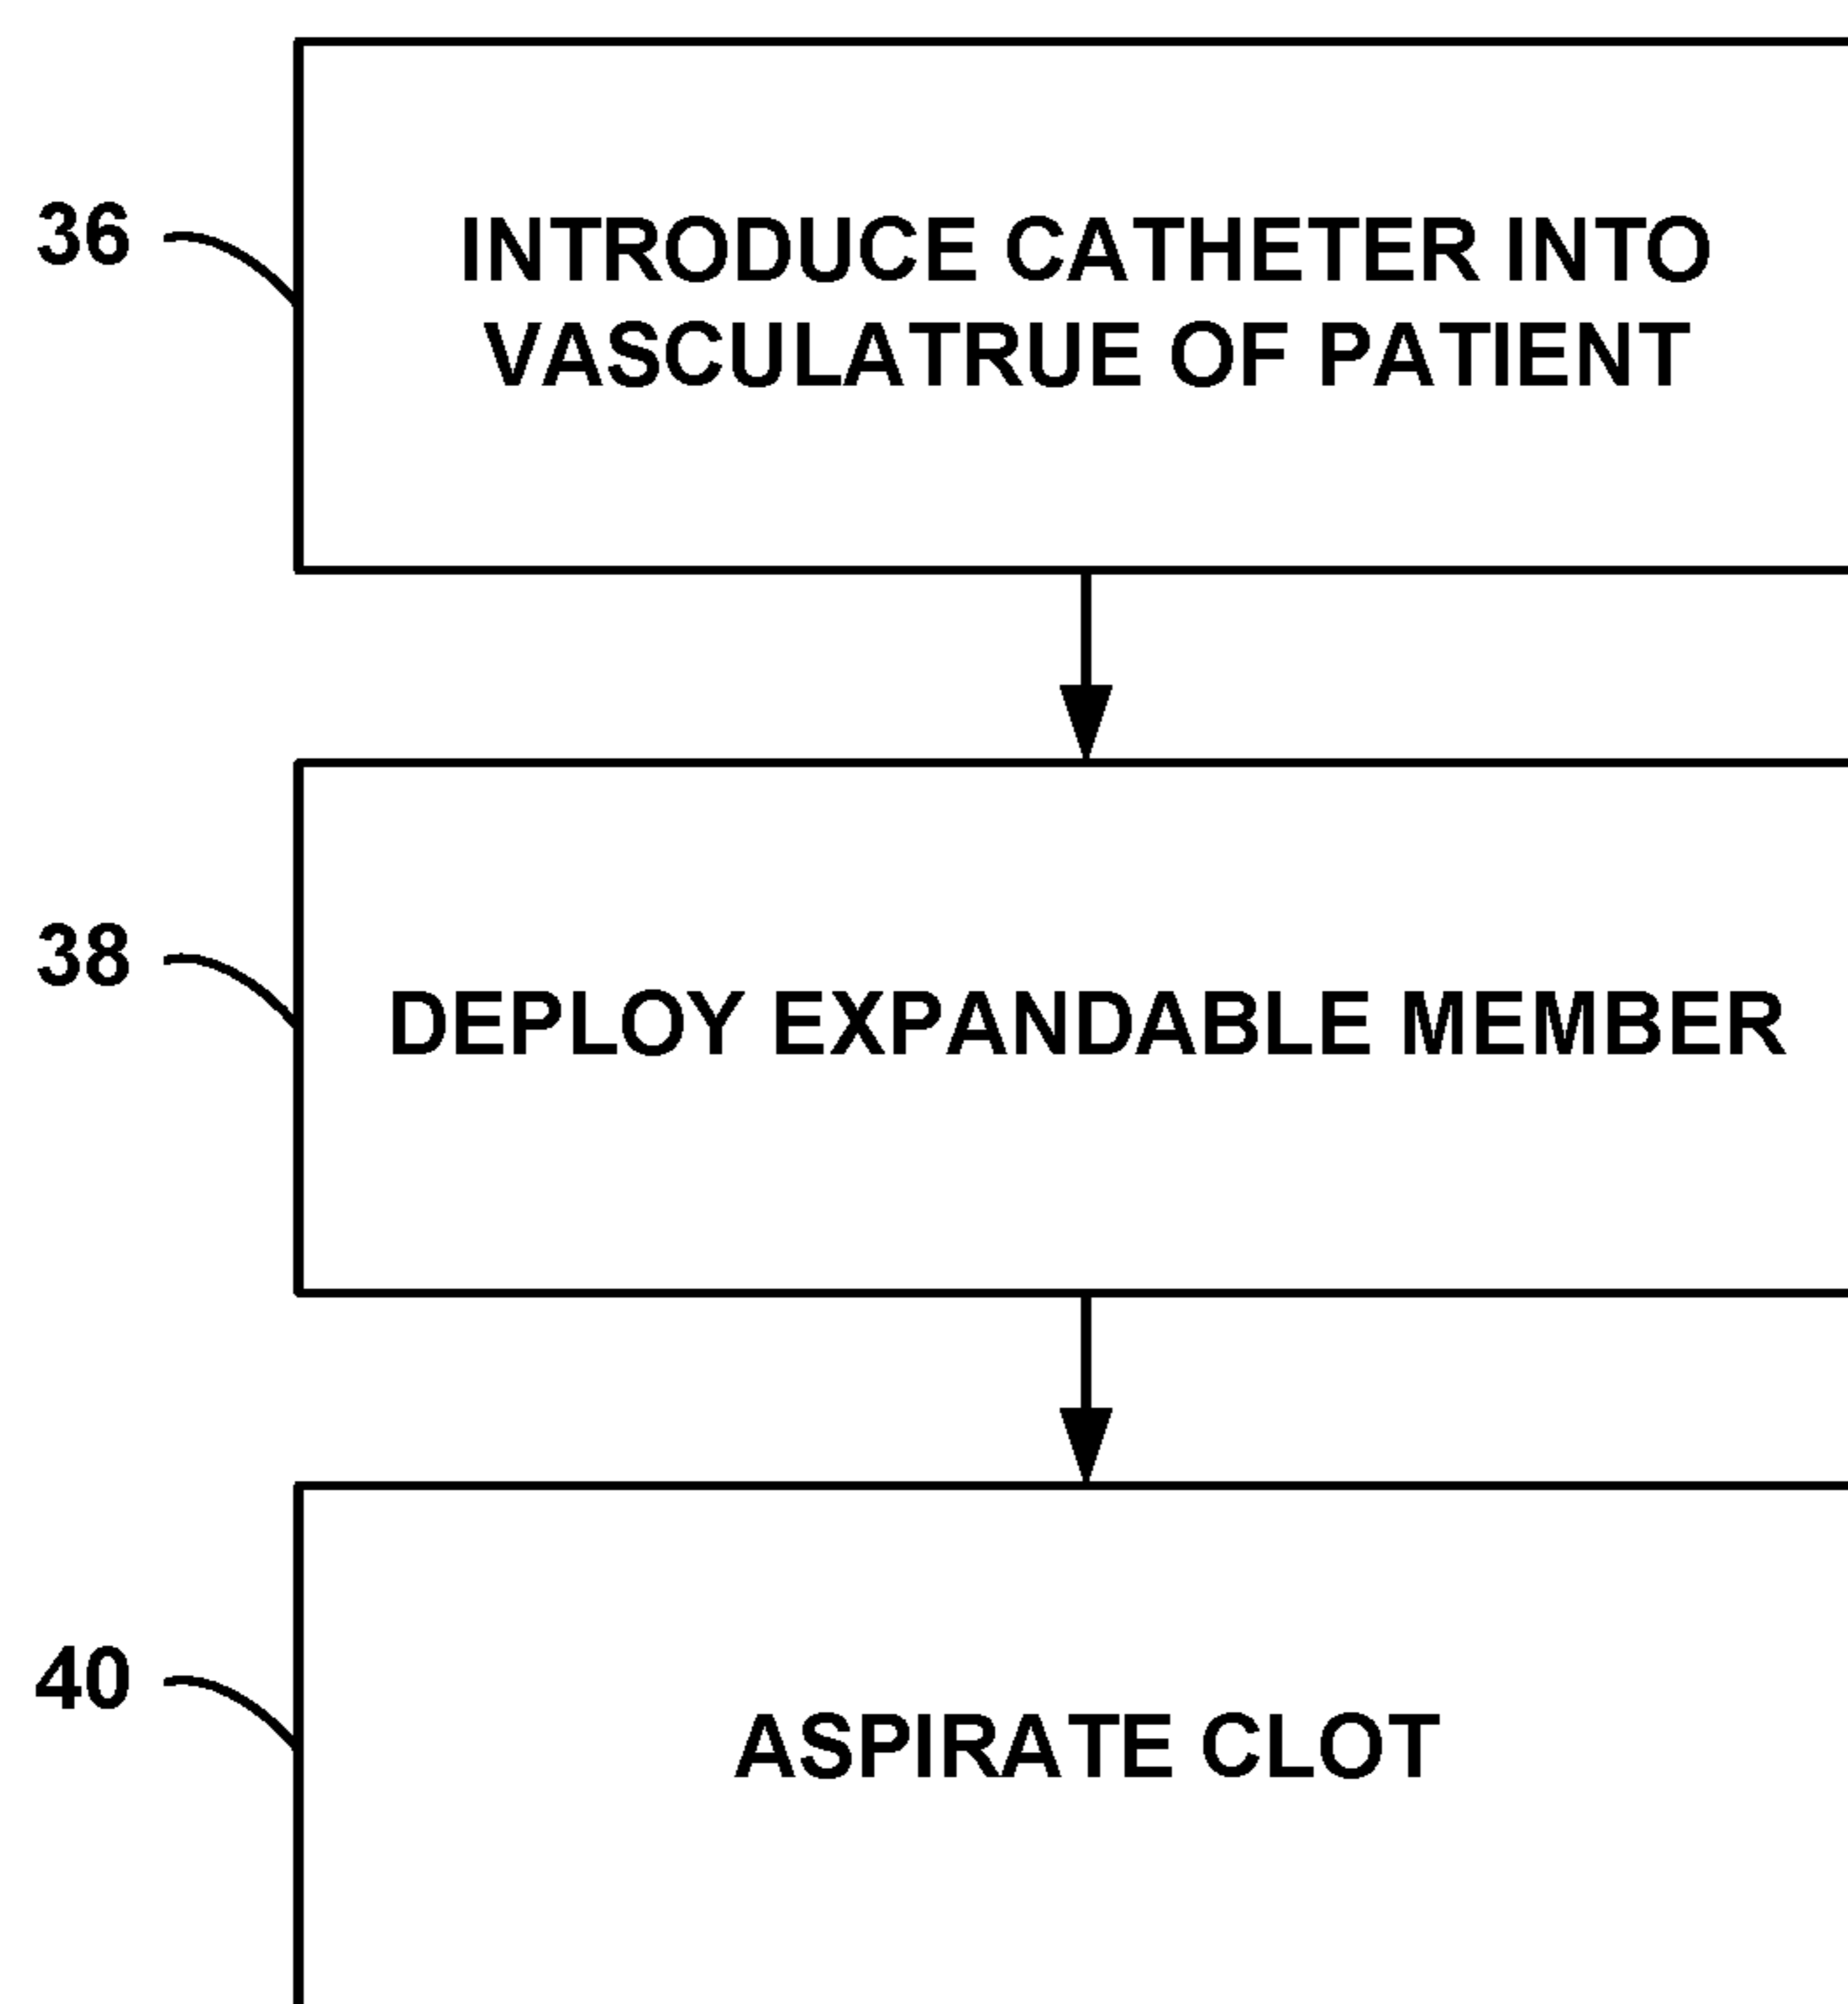 36
INTRODUCE CATHETER INTO
VASCULATRUE OF PATIENT
38
DEPLOY EXPANDABLE MEMBER
40
ASPIRATE CLOT